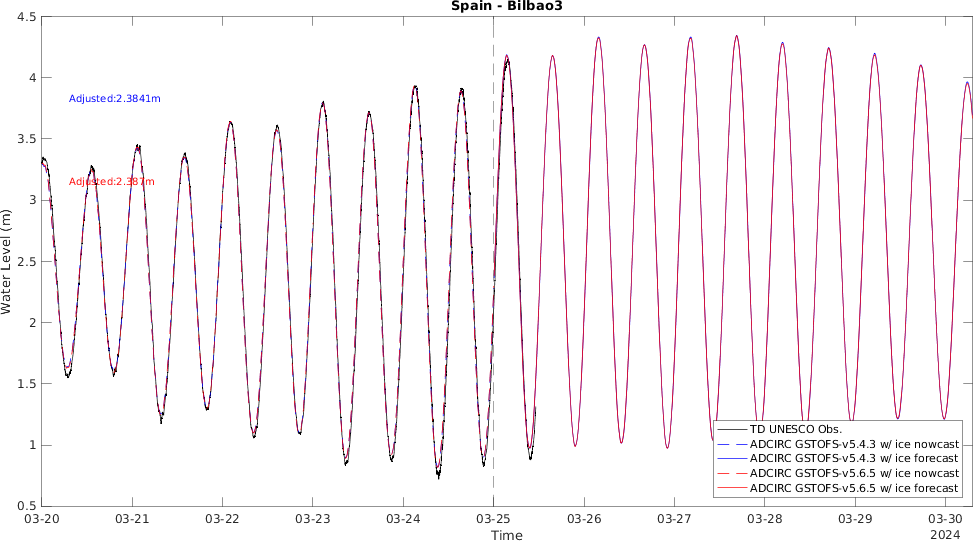 Spain - Bilbao3
4.5
4
3.5
3
2.5
2
1.5
1
0.5
Water Level (m)
Adjusted:2.3841m
Adjusted:2.387m
TD UNESCO Obs.
ADCIRC GSTOFS-v5.4.3 w/ ice nowcast
ADCIRC GSTOFS-v5.4.3 w/ ice forecast
ADCIRC GSTOFS-v5.6.5 w/ ice nowcast
ADCIRC GSTOFS-v5.6.5 w/ ice forecast
03-20 03-21 03-22 03-23 03-24 03-25 03-26 03-27 03-28 03-29 03-30
Time
2024